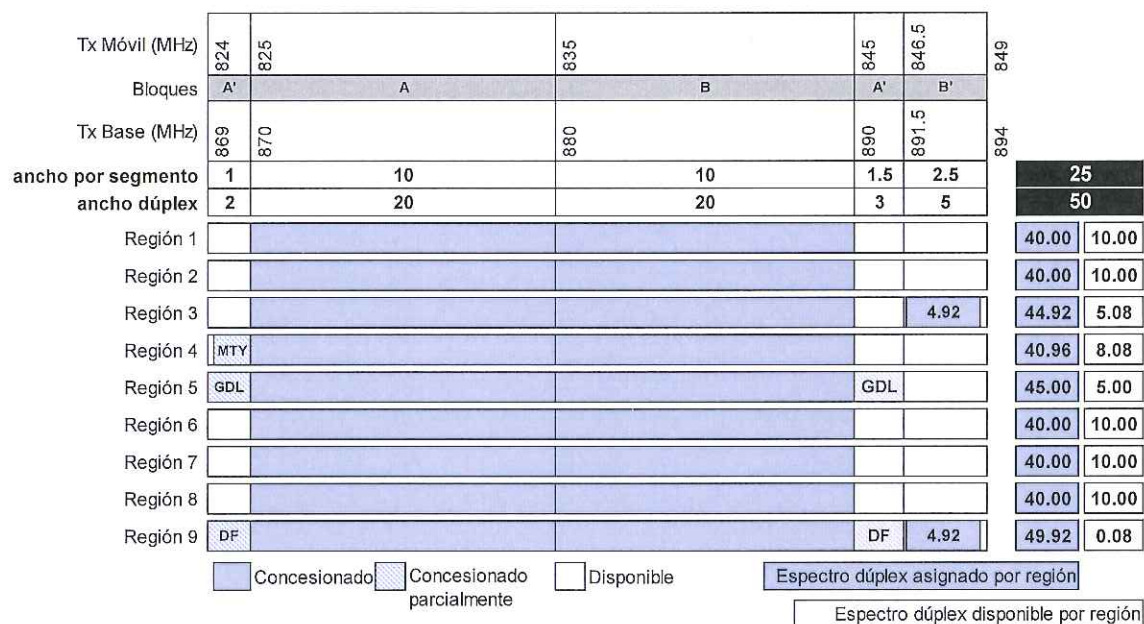 Tx Móvil (MHz) 824 825 835 845 846.5 849
Bloques A' A B A' B'
Tx Base (MHz) 869 870 880 890 891.5 894
ancho por segmento 1 10 10 1.5 2.5 25
ancho dúplex 2 20 20 3 5 50
Región 1 40.00 10.00
Región 2 40.00 10.00
Región 3 4.92 44.92 5.08
Región 4 MTY 40.96 8.08
Región 5 GDL GDL 45.00 5.00
Región 6 40.00 10.00
Región 7 40.00 10.00
Región 8 40.00 10.00
Región 9 DF DF 4.92 49.92 0.08
Concesionado Concesionado Disponible Espectro dúplex asignado por región
parcialmente
Espectro dúplex disponible por región